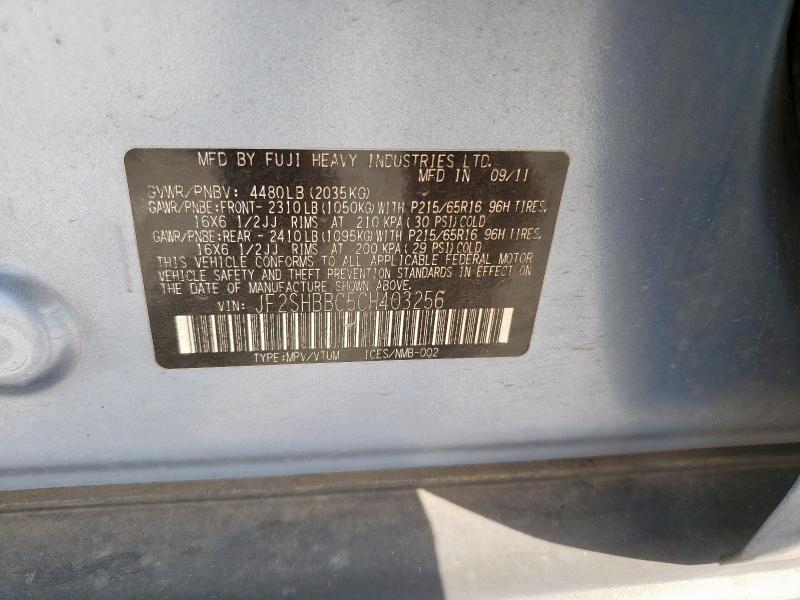 MFD BY FUJI HEAVY INDUSTRIES LTD.
MFD IN 09/11
GVWR/PNBV: 4480LB(2035KG)
GAWR/PNBE:FRONT- 2310LB(1050KG)WITH P215/65R16 96H TIRES,
16X6 1/2JJ RIMS AT 210 KPA(30 PSI)COLD
GAWR/PNBE:REAR - 2410LB(1095KG)WITH P215/65R16 96H TIRES,
16X6 1/2JJ RIMS AT 200 KPA(29 PSI)COLD
THIS VEHICLE CONFORMS TO ALL APPLICABLE FEDERAL MOTOR
VEHICLE SAFETY AND THEFT PREVENTION STANDARDS IN EFFECT ON
THE DATE OF MANUFACTURE SHOWN ABOVE.
VIN: JF2SHBBC5CH403256
TYPE:MPV/VTUM ICES/NMB-002